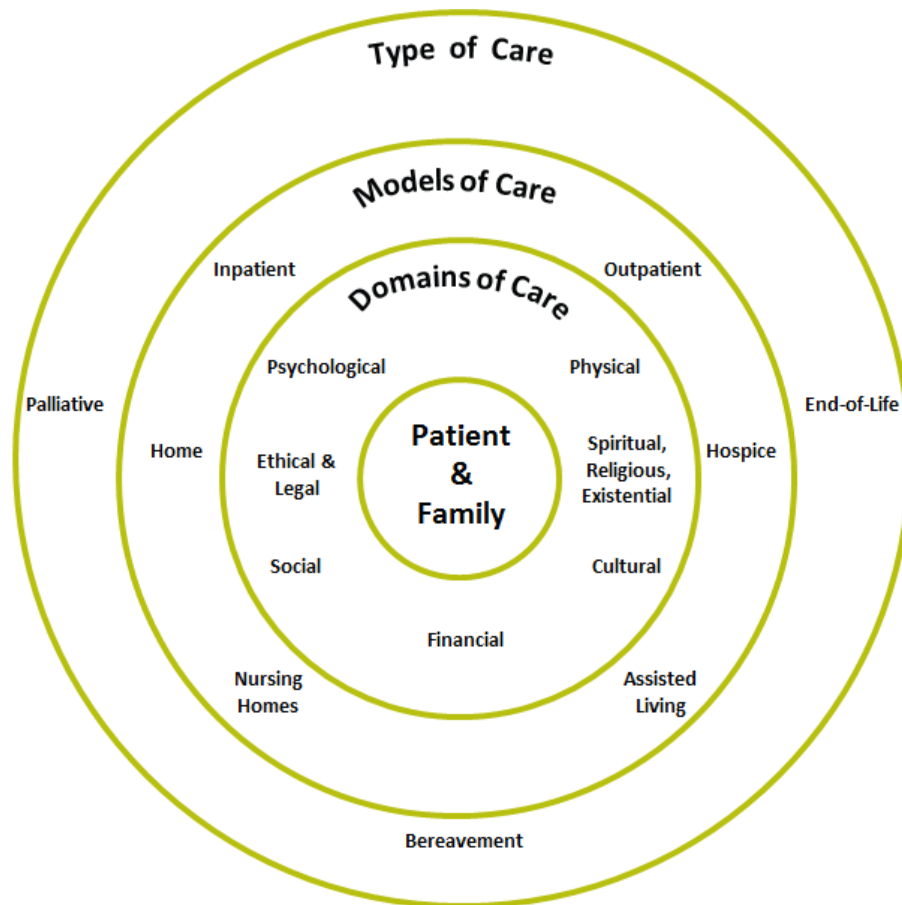 Type of Care
Models of Care
Inpatient
Outpatient
Domains of Care
Psychological
Physical
Palliative
End-of-Life
Patient
&
Family
Home
Ethical &
Legal
Spiritual,
Religious,
Existential
Hospice
Social
Cultural
Financial
Nursing
Homes
Assisted
Living
Bereavement